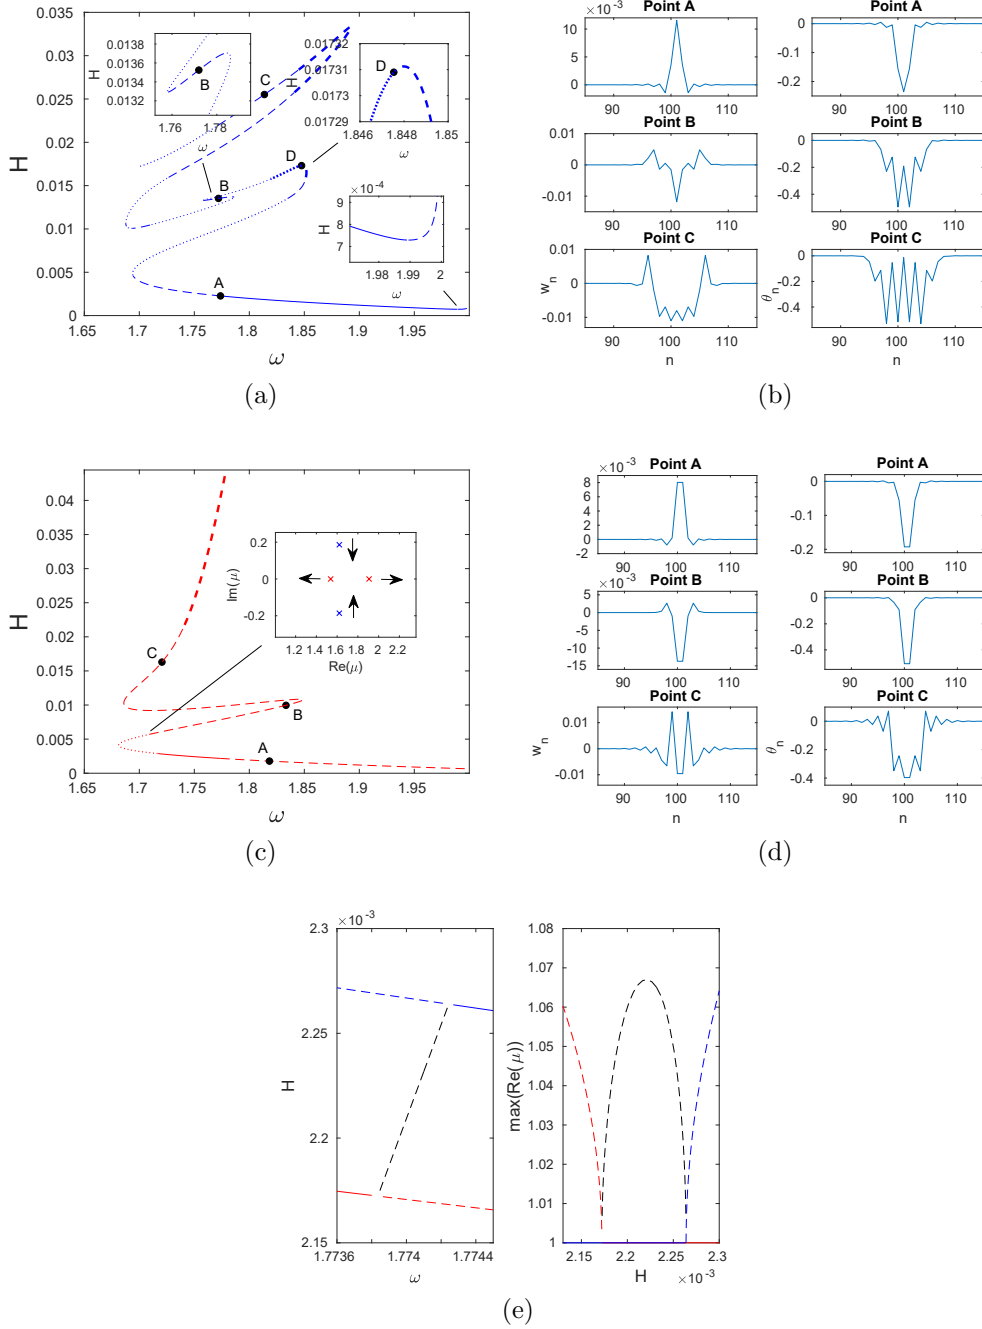 0.035
0.03
0.025
0.02
0.015
0.01
0.005
0
H
1.65 1.7 1.75 1.8 1.85 1.9 1.95
ω
0.0138
0.0136
0.0134
0.0132
H
B
1.76 1.78
ω
C
H
0.01732
0.01731
0.0173
0.01729
D
1.846 1.848 1.85
ω
D
B
A
×10⁻⁴
9
8
7
H
1.98 1.99 2
ω
(a)
×10⁻³
Point A
10
5
0
Point A
0
-0.1
-0.2
Point B
0.01
0
-0.01
Point B
0
-0.2
-0.4
Point C
0.01
0
-0.01
w_n
90 100 110
n
Point C
0
-0.2
-0.4
θ_n
90 100 110
n
(b)
0.04
0.035
0.03
0.025
0.02
0.015
0.01
0.005
0
H
1.65 1.7 1.75 1.8 1.85 1.9 1.95
ω
0.2
0
-0.2
Im(μ)
1.2 1.4 1.6 1.8 2 2.2
Re(μ)
C
B
A
(c)
×10⁻³
Point A
8
6
4
2
0
-2
Point A
0
-0.1
-0.2
×10⁻³
Point B
5
0
-5
-10
-15
Point B
0
-0.2
-0.4
Point C
0.01
0
-0.01
w_n
90 100 110
n
Point C
0
-0.2
-0.4
θ_n
90 100 110
n
(d)
×10⁻³
2.3
2.25
2.2
2.15
H
1.7736 1.774 1.7744
ω
1.08
1.07
1.06
1.05
1.04
1.03
1.02
1.01
1
max(Re(μ))
2.15 2.2 2.25 2.3
H
×10⁻³
(e)